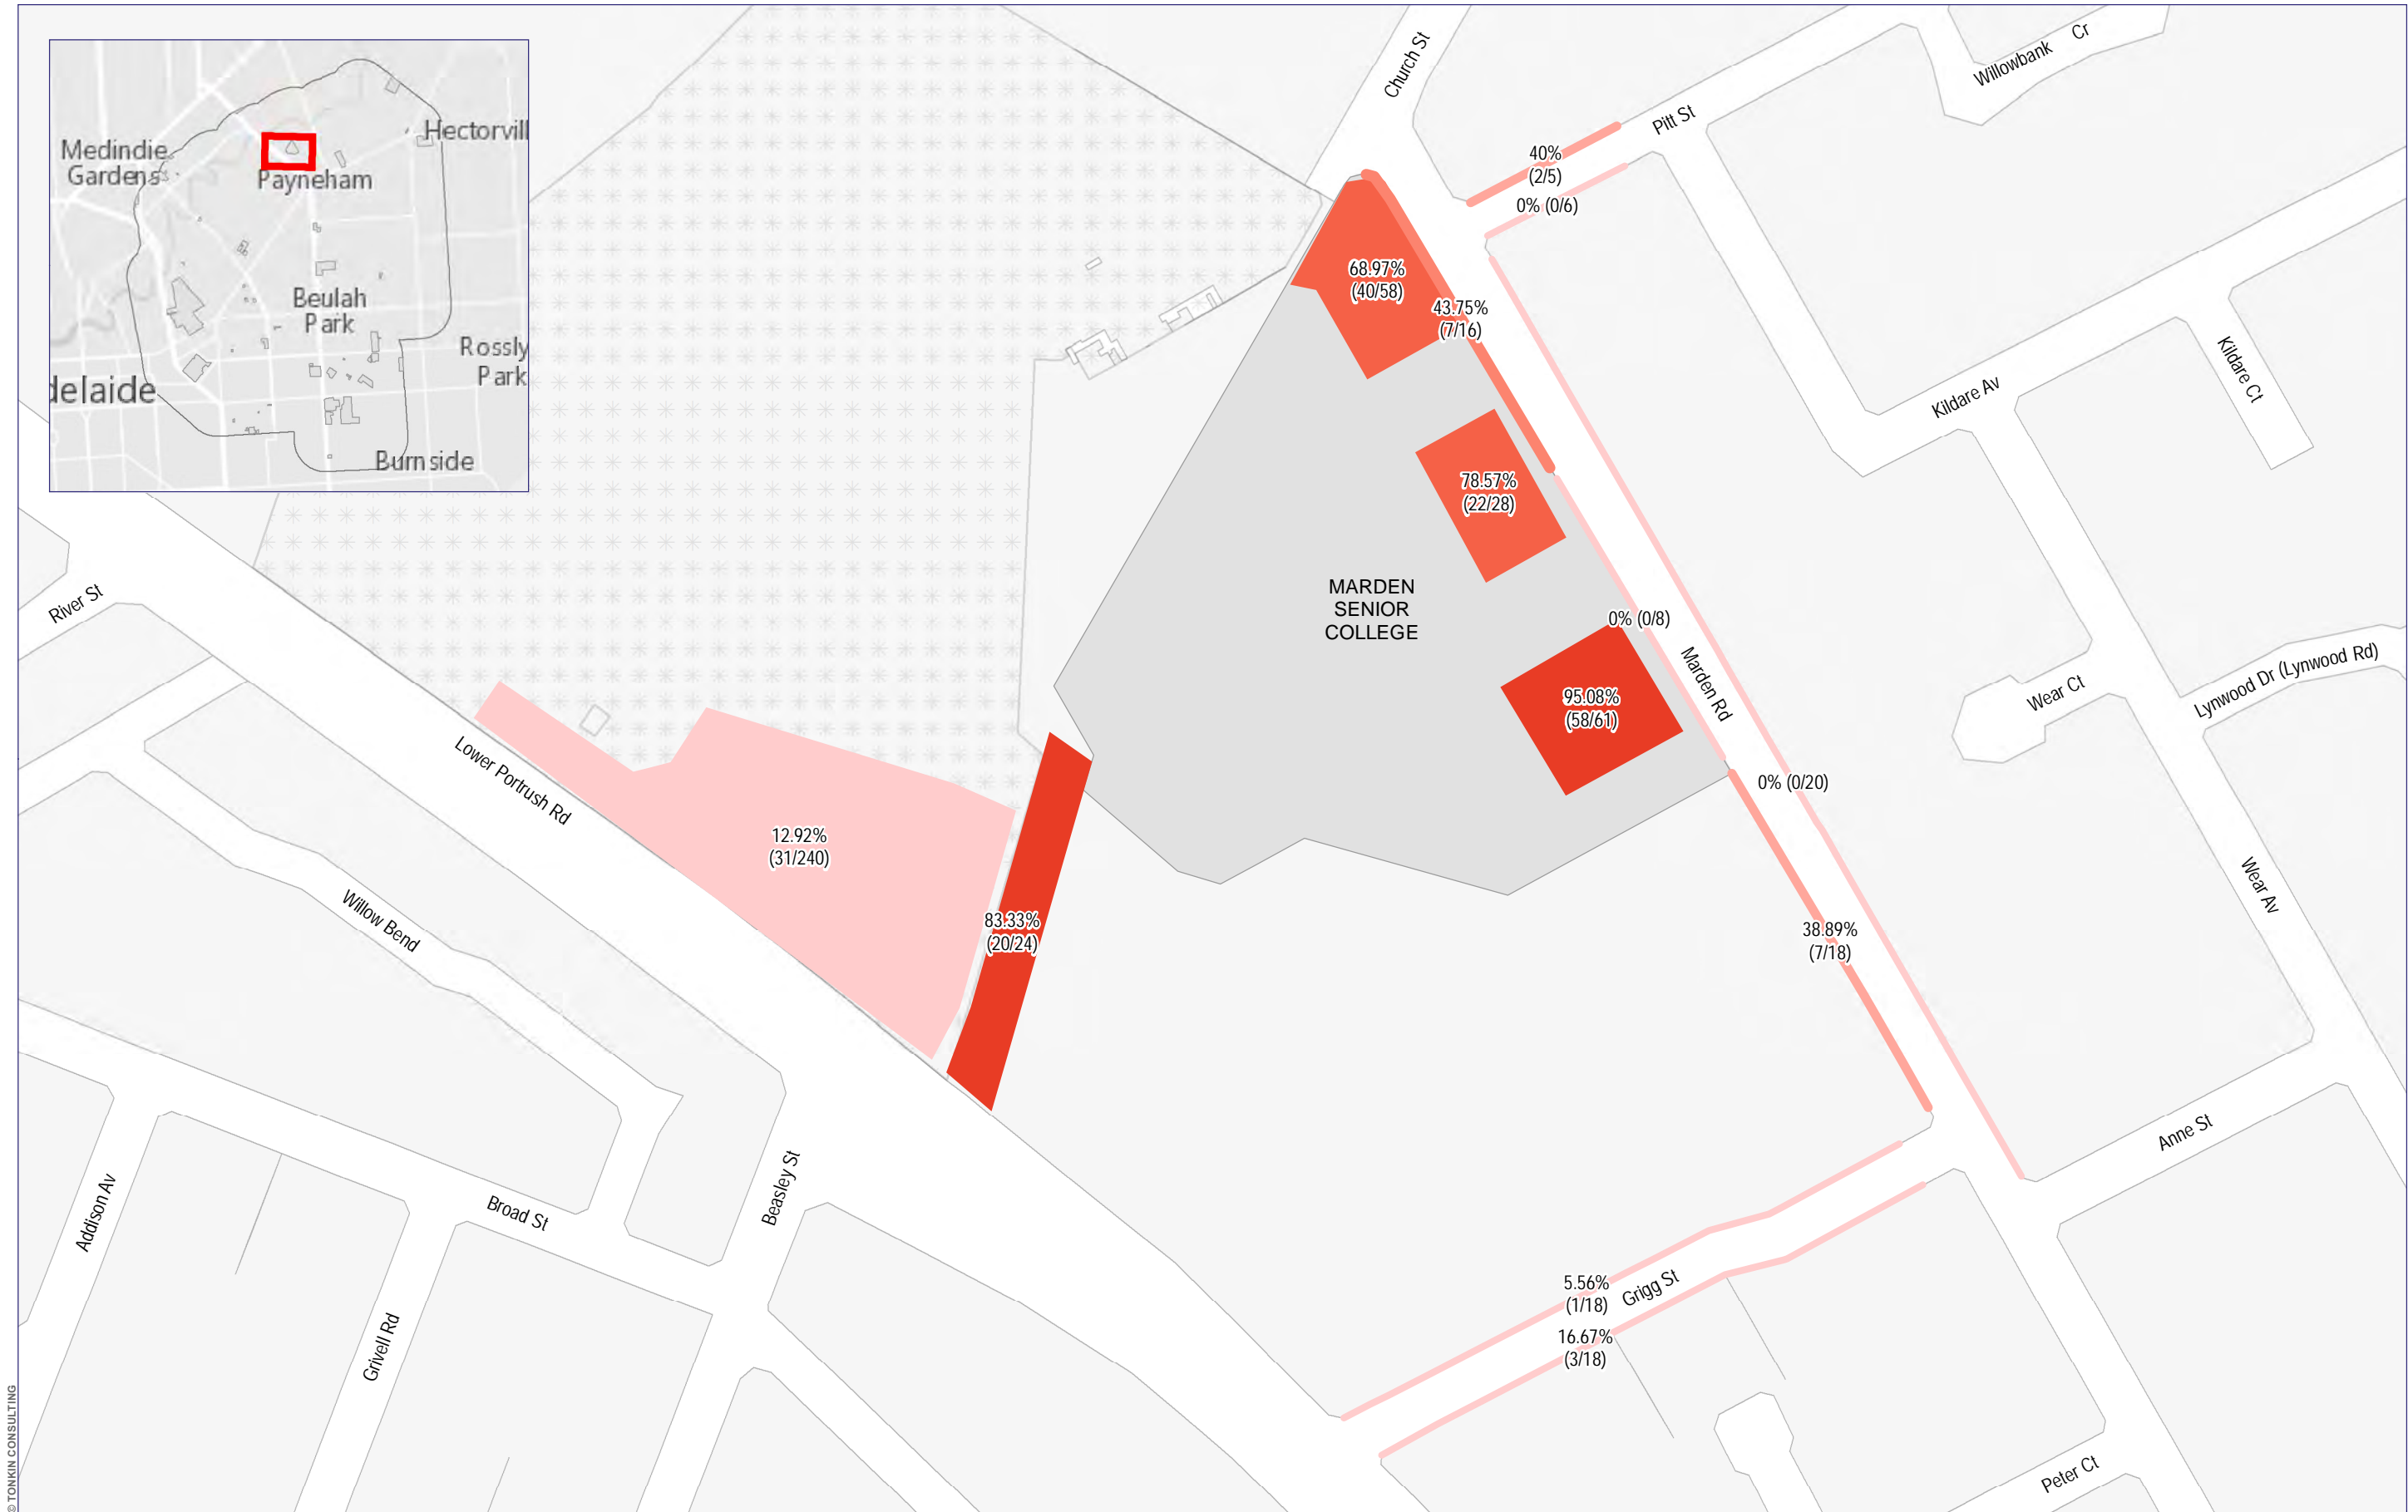 Medindie
Gardens
Hectorvill
Payneham
Beulah
Park
Rossly
Park
delaide
Burnside
Church St
Willowbank Cr
Pitt St
40%
(2/5)
0% (0/6)
68.97%
(40/58)
43.75%
(7/16)
Kildare Ct
Kildare Av
78.57%
(22/28)
MARDEN
SENIOR
COLLEGE
River St
0% (0/8)
Marden Rd
95.08%
(58/61)
Wear Ct
Lynwood Dr (Lynwood Rd)
Lower Portrush Rd
0% (0/20)
12.92%
(31/240)
83.33%
(20/24)
Willow Bend
38.89%
(7/18)
Wear Av
Anne St
Addison Av
Broad St
Beasley St
5.56%
(1/18)
Grigg St
16.67%
(3/18)
Grivell Rd
Peter Ct
© TONKIN CONSULTING